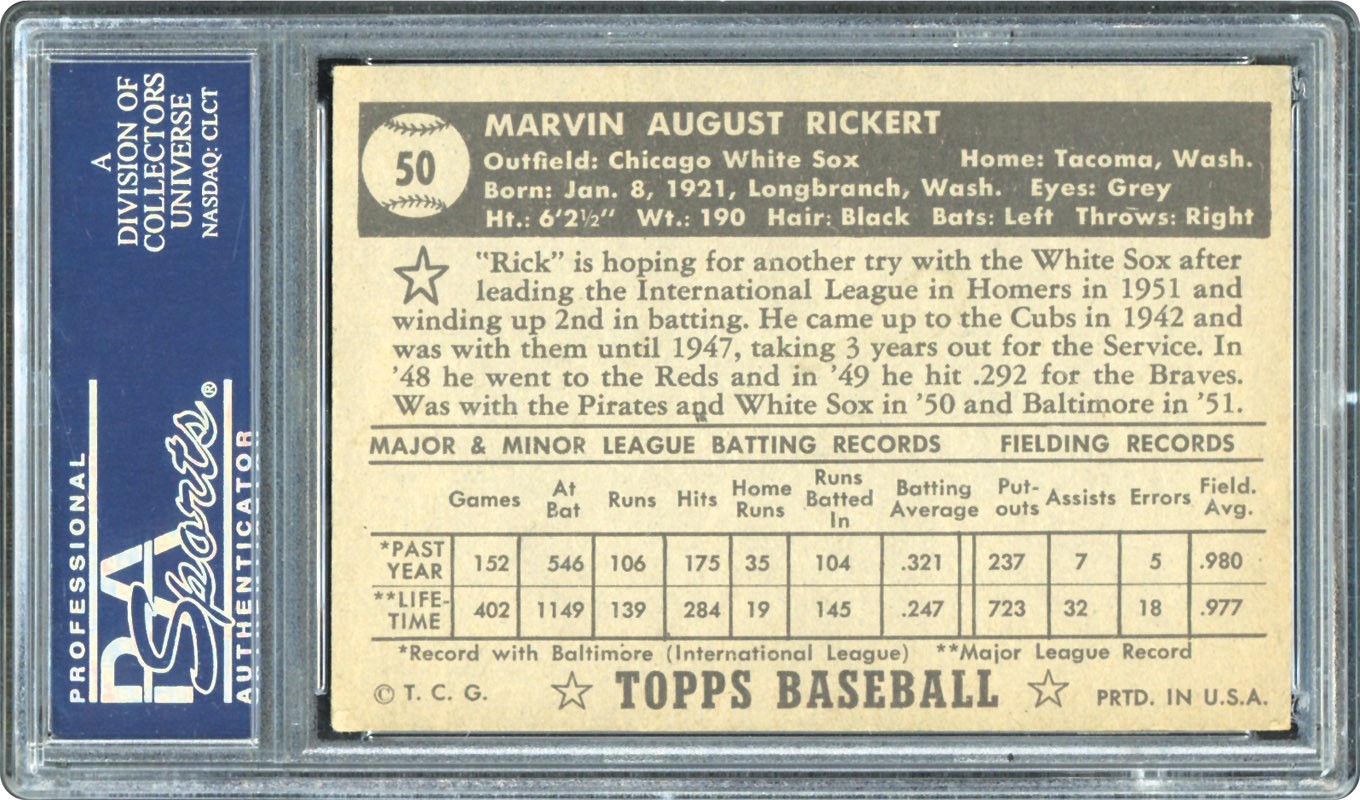 A
DIVISION OF
COLLECTORS
UNIVERSE
NASDAQ: CLCT
PROFESSIONAL
PSA
Sports®
AUTHENTICATOR
50
MARVIN AUGUST RICKERT
Outfield: Chicago White Sox Home: Tacoma, Wash.
Born: Jan. 8, 1921, Longbranch, Wash. Eyes: Grey
Ht.: 6'2½" Wt.: 190 Hair: Black Bats: Left Throws: Right
"Rick" is hoping for another try with the White Sox after
leading the International League in Homers in 1951 and
winding up 2nd in batting. He came up to the Cubs in 1942 and
was with them until 1947, taking 3 years out for the Service. In
'48 he went to the Reds and in '49 he hit .292 for the Braves.
Was with the Pirates and White Sox in '50 and Baltimore in '51.
MAJOR & MINOR LEAGUE BATTING RECORDS FIELDING RECORDS
Games At Bat Runs Hits Home Runs Runs Batted In Batting Average Put-outs Assists Errors Field. Avg.
*PAST YEAR 152 546 106 175 35 104 .321 237 7 5 .980
**LIFE-TIME 402 1149 139 284 19 145 .247 723 32 18 .977
*Record with Baltimore (International League) **Major League Record
© T. C. G. TOPPS BASEBALL PRTD. IN U.S.A.